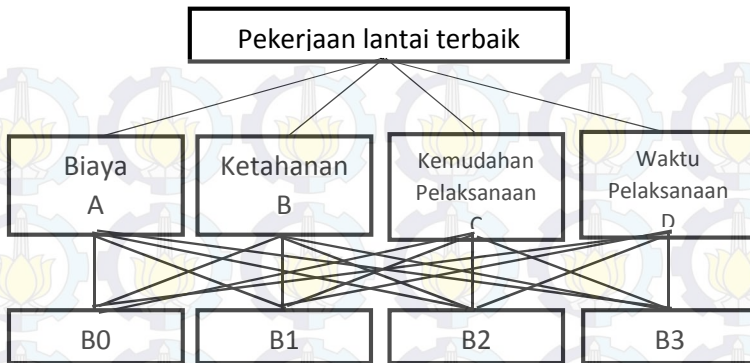 Pekerjaan lantai terbaik
Biaya
A
Ketahanan
B
Kemudahan
Pelaksanaan
C
Waktu
Pelaksanaan
D
B0
B1
B2
B3